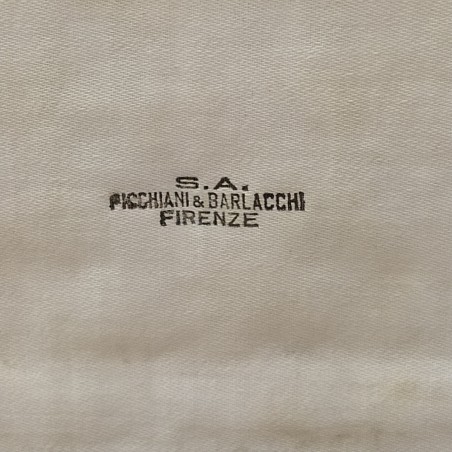 S.A.
PICCHIANI & BARLACCHI
FIRENZE